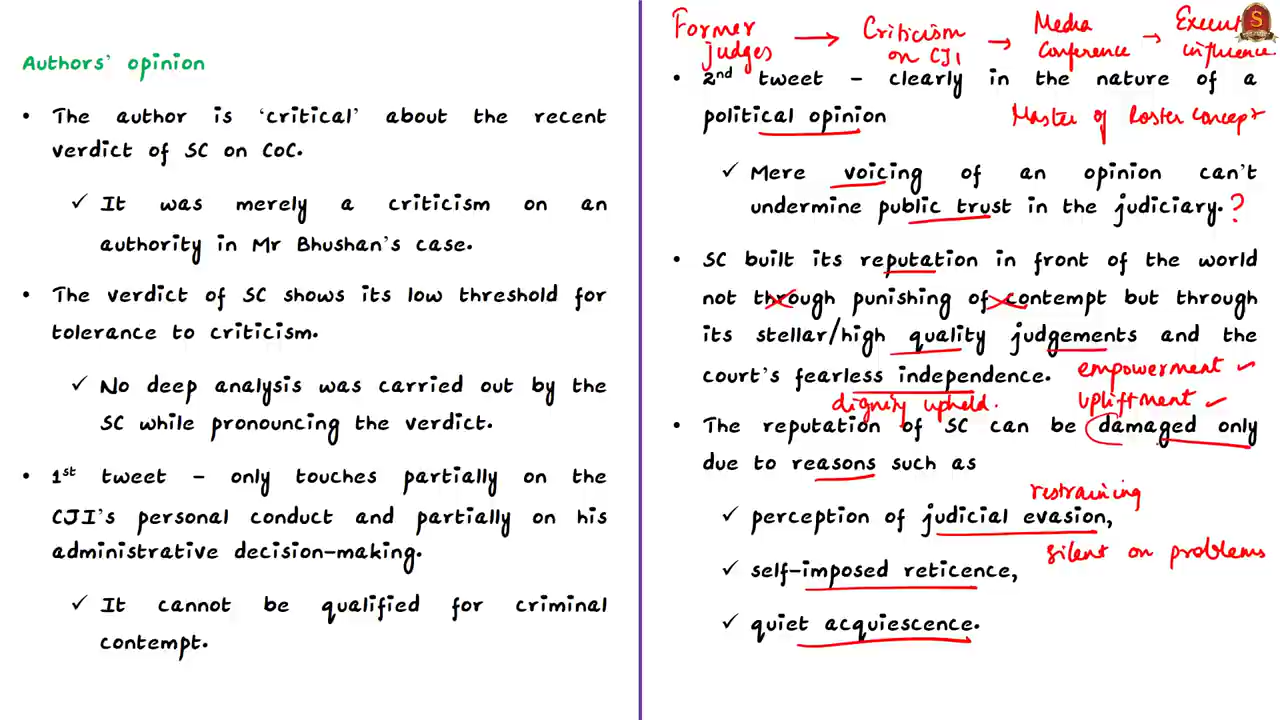 Authors' opinion
• The author is 'critical' about the recent
verdict of SC on CoC.
✓ It was merely a criticism on an
authority in Mr Bhushan's case.
• The verdict of SC shows its low threshold for
tolerance to criticism.
✓ No deep analysis was carried out by the
SC while pronouncing the verdict.
• 1st tweet – only touches partially on the
CJI's personal conduct and partially on his
administrative decision-making.
✓ It cannot be qualified for criminal
contempt.
Former judges → Criticism on CJI → Media Conference → influence.
• 2nd tweet – clearly in the nature of a
political opinion
Master of Roster concept
✓ Mere voicing of an opinion can't
undermine public trust in the judiciary. ?
• SC built its reputation in front of the world
not through punishing of contempt but through
its stellar/high quality judgements and the
court's fearless independence.
empowerment ✓
dignity upheld.
upliftment ✓
• The reputation of SC can be damaged only
due to reasons such as
restraining
✓ perception of judicial evasion,
silent on problems
✓ self-imposed reticence,
✓ quiet acquiescence.